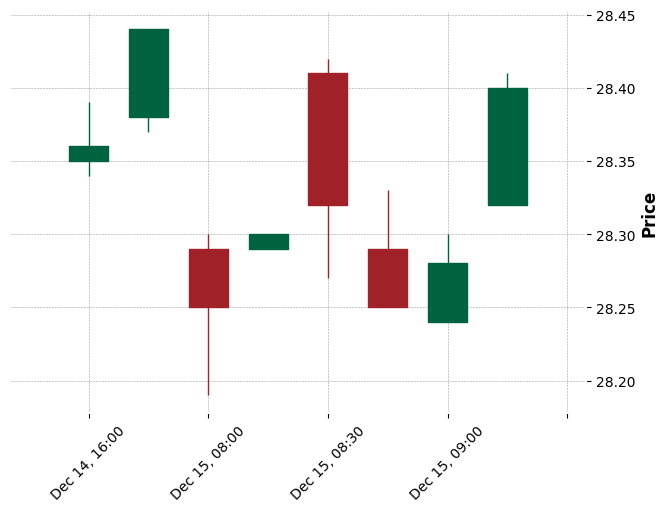 28.45
28.40
28.35
28.30
28.25
28.20
Price
Dec 14, 16:00
Dec 15, 08:00
Dec 15, 08:30
Dec 15, 09:00